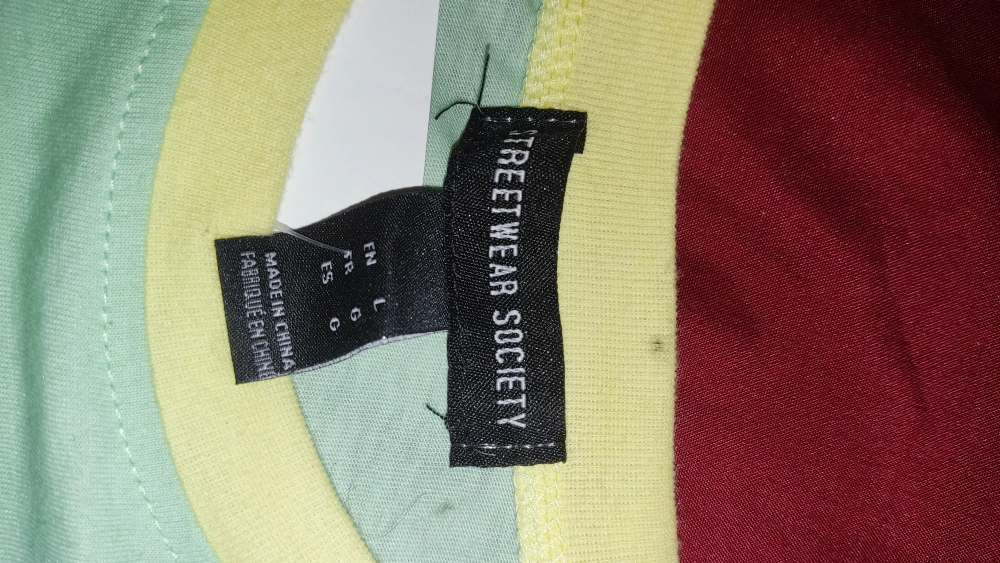 STREETWEAR SOCIETY
EN L
FR G
ES G
MADE IN CHINA
FABRIQUE EN CHINE